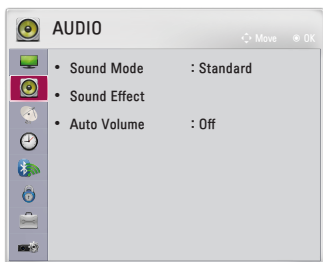 AUDIO
Move OK
• Sound Mode : Standard
• Sound Effect
• Auto Volume : Off